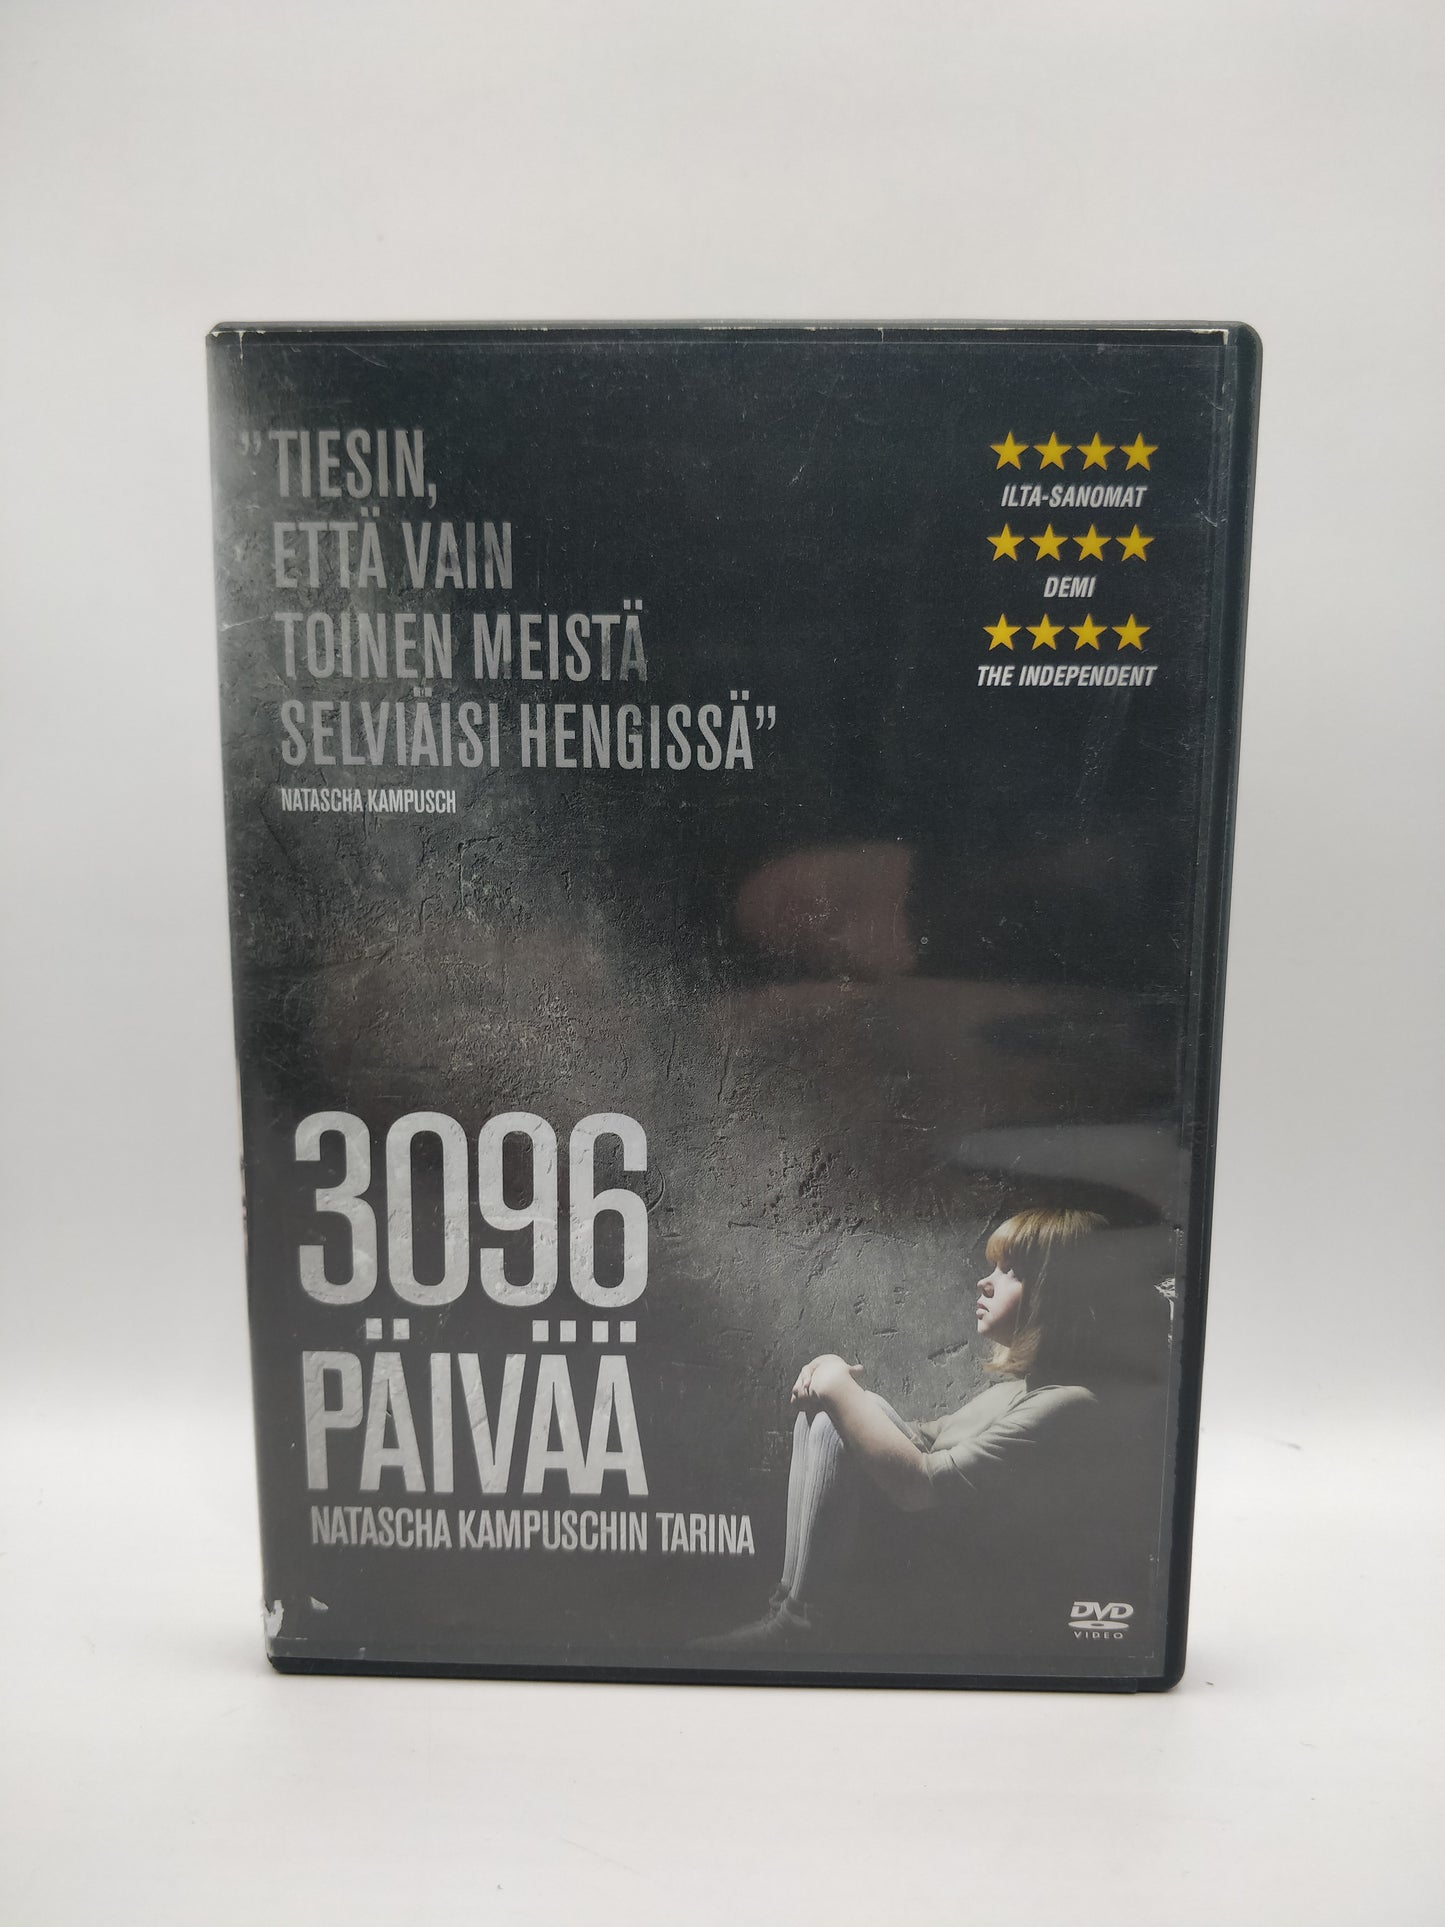 ”TIESIN,
ETTÄ VAIN
TOINEN MEISTÄ
SELVIÄISI HENGISSÄ”
NATASCHA KAMPUSCH
ILTA-SANOMAT
DEMI
THE INDEPENDENT
3096
PÄIVÄÄ
NATASCHA KAMPUSCHIN TARINA
DVD
VIDEO